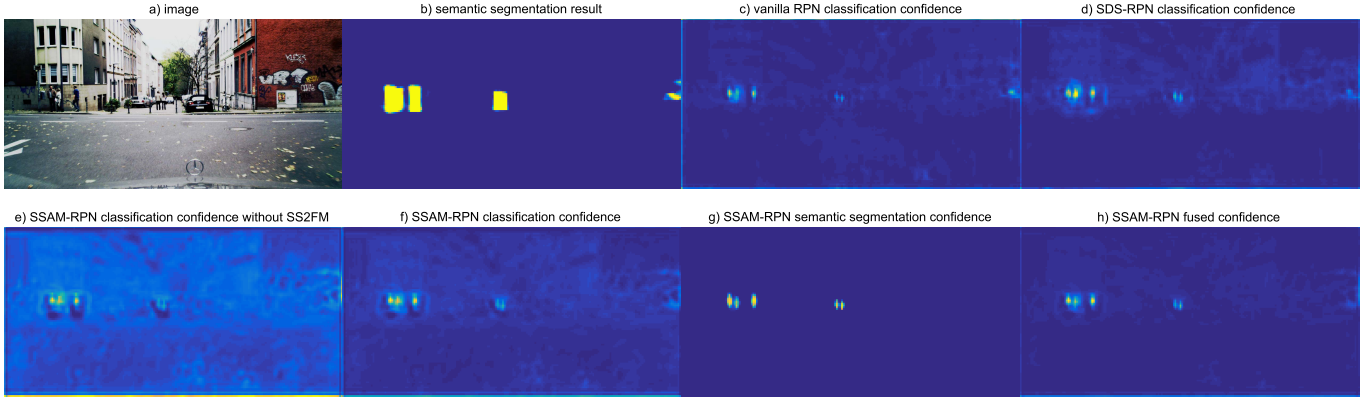 a) image
b) semantic segmentation result
c) vanilla RPN classification confidence
d) SDS-RPN classification confidence
e) SSAM-RPN classification confidence without SS2FM
f) SSAM-RPN classification confidence
g) SSAM-RPN semantic segmentation confidence
h) SSAM-RPN fused confidence